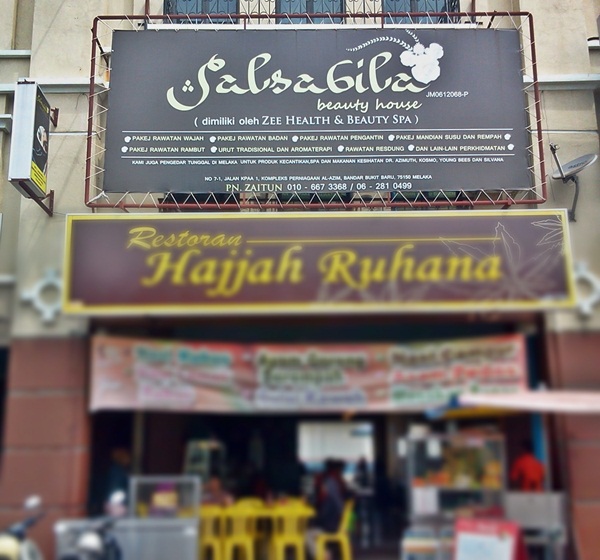 Salsabila
beauty house
JM0612068-P
( dimiliki oleh ZEE HEALTH & BEAUTY SPA )
PAKEJ RAWATAN WAJAH PAKEJ RAWATAN BADAN PAKEJ RAWATAN PENGANTIN PAKEJ MANDIAN SUSU DAN REMPAH
PAKEJ RAWATAN RAMBUT URUT TRADISIONAL DAN AROMATERAPI RAWATAN RESDUNG DAN LAIN-LAIN PERKHIDMATAN
KAMI JUGA PENGEDAR TUNGGAL DI MELAKA UNTUK PRODUK KECANTIKAN,SPA DAN MAKANAN KESIHATAN DR. AZIMUTH, KOSMO, YOUNG BEES DAN SILVANA
NO 7-1, JALAN KPAA 1, KOMPLEKS PERNIAGAAN AL-AZIM, BANDAR BUKIT BARU, 75150 MELAKA
PN. ZAITUN 010 - 667 3368 / 06 - 281 0499
Restoran
Hajjah Ruhana